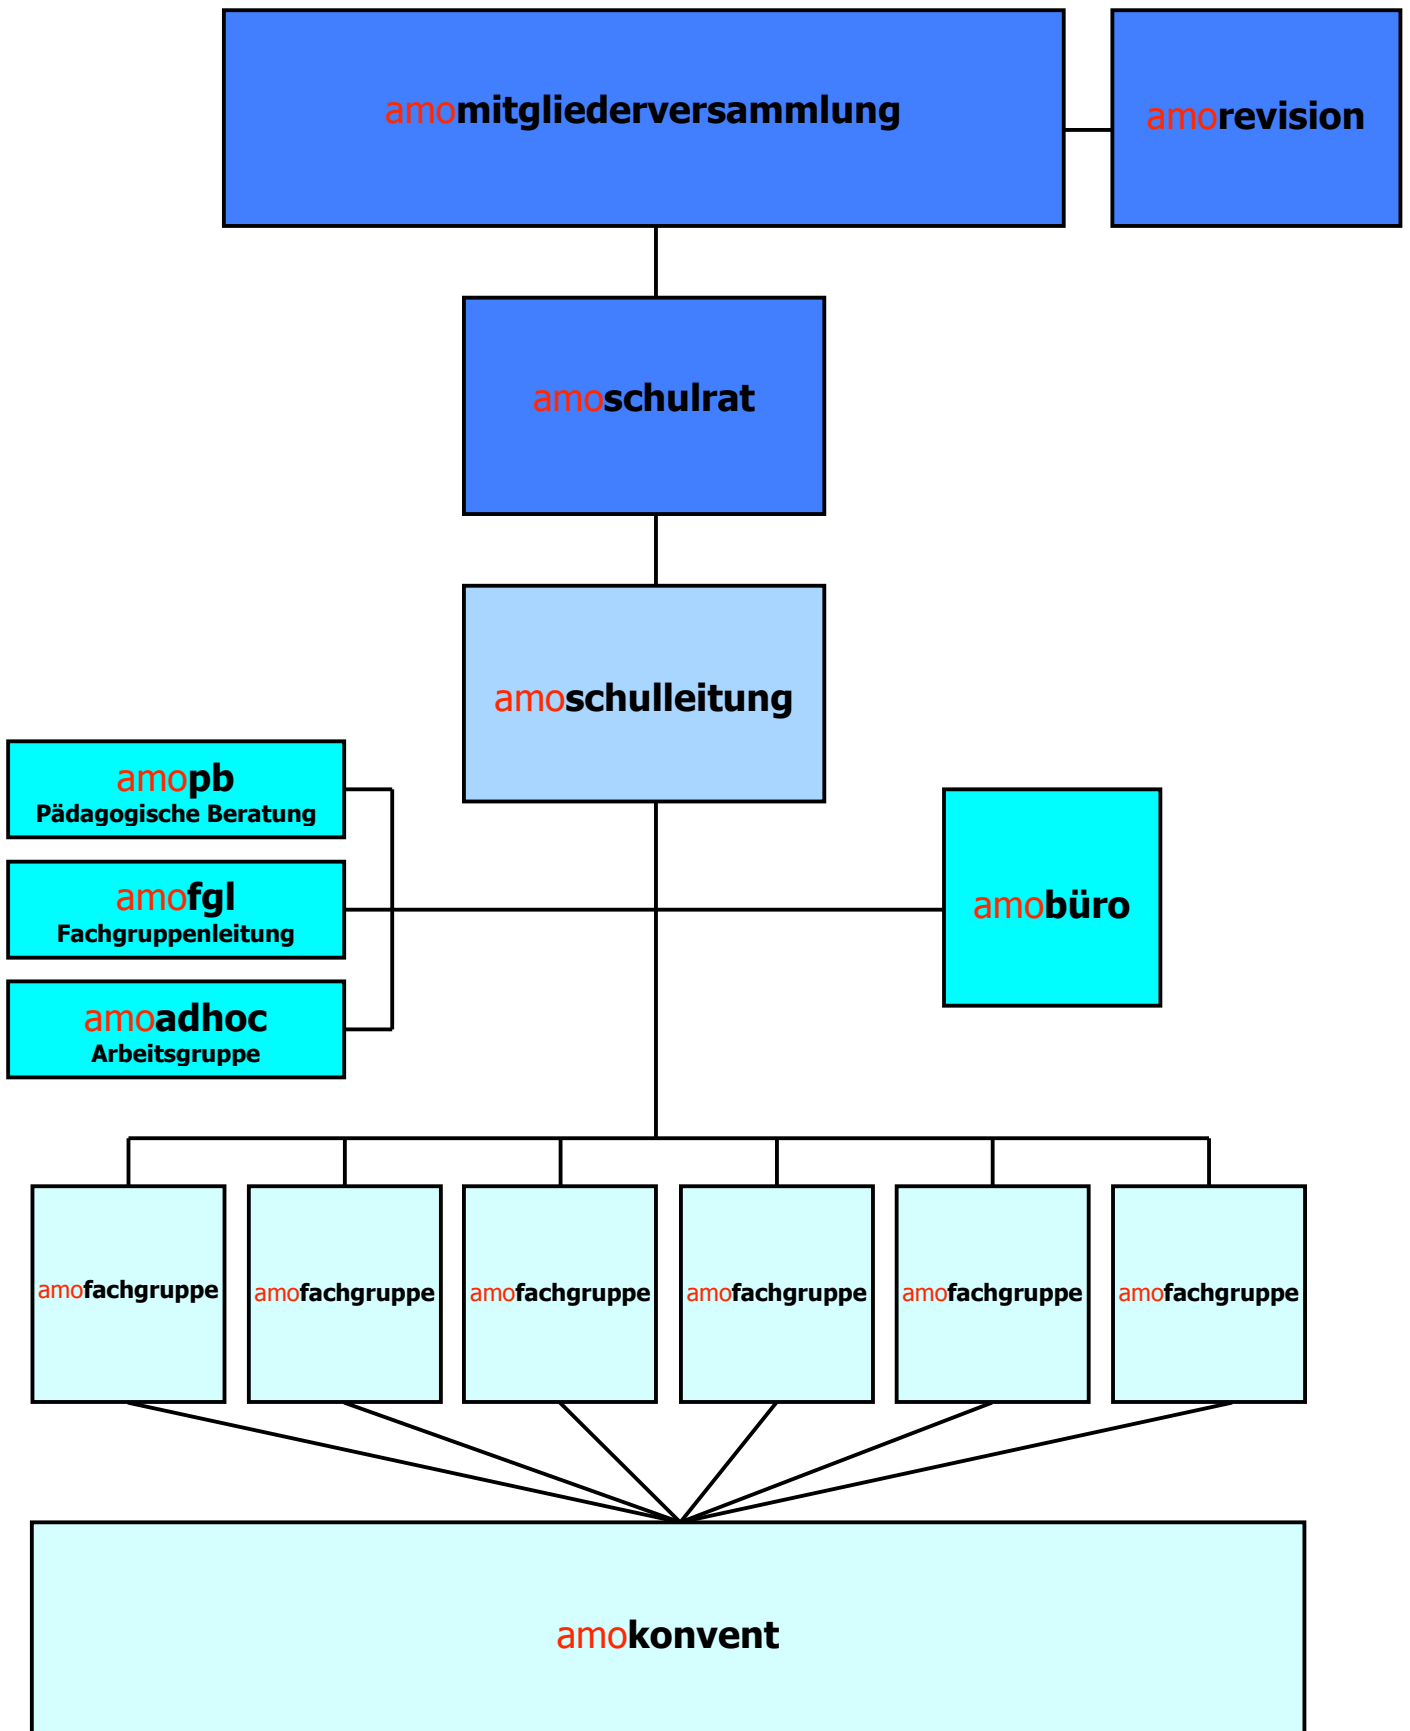 amomitgliederversammlung
amorevision
amoschulrat
amoschulleitung
amopb
Pädagogische Beratung
amofgl
Fachgruppenleitung
amoadhoc
Arbeitsgruppe
amobüro
amofachgruppe
amofachgruppe
amofachgruppe
amofachgruppe
amofachgruppe
amofachgruppe
amokonvent